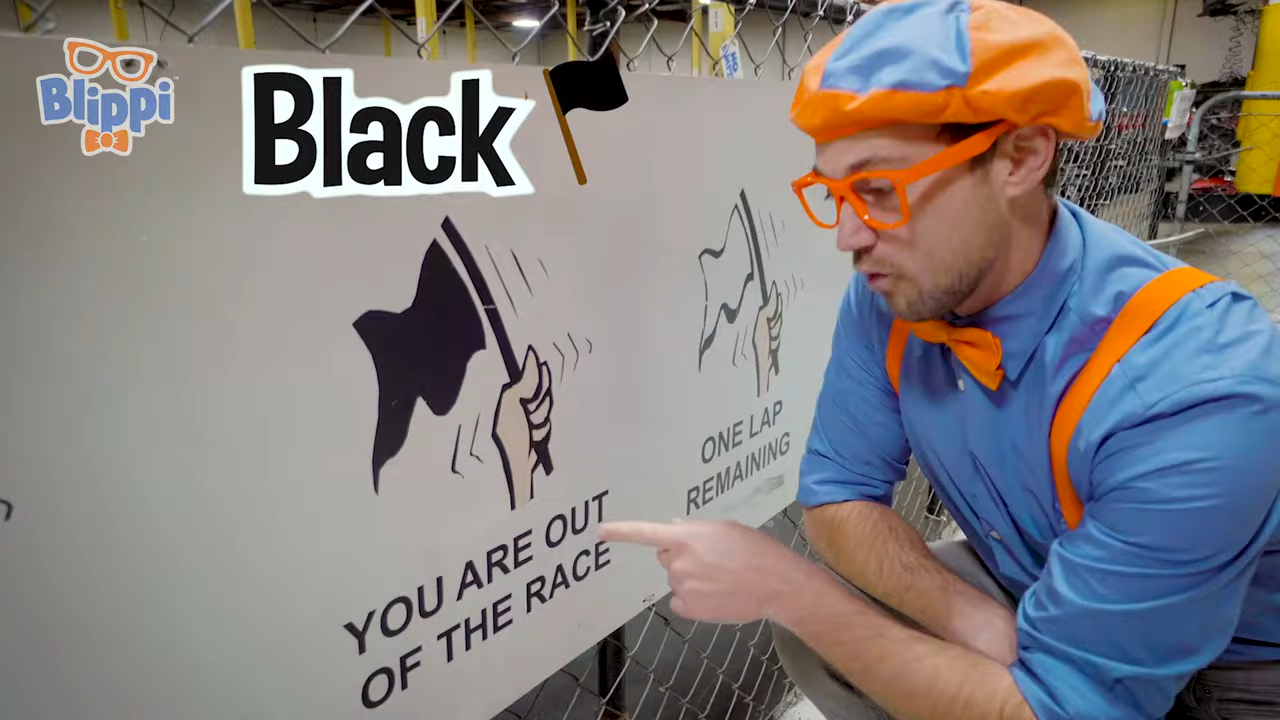 Blippi
Black
YOU ARE OUT
OF THE RACE
ONE LAP
REMAINING